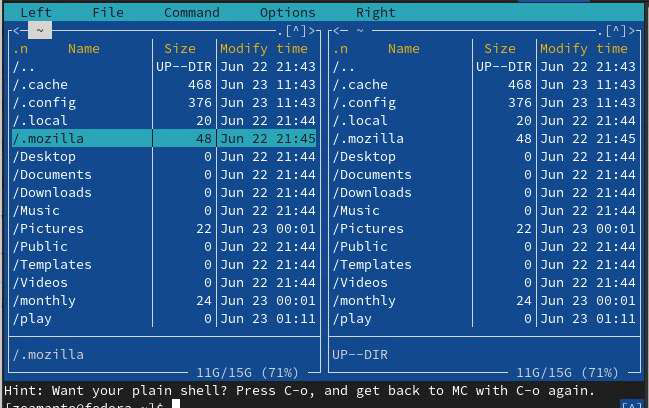 Left File Command Options Right
<- ~ .[^]> <- ~ .[^]>
.n Name Size Modify time .n Name Size Modify time
/.. UP--DIR Jun 22 21:43 /.. UP--DIR Jun 22 21:43
/.cache 468 Jun 23 11:43 /.cache 468 Jun 23 11:43
/.config 376 Jun 23 11:43 /.config 376 Jun 23 11:43
/.local 20 Jun 22 21:44 /.local 20 Jun 22 21:44
/.mozilla 48 Jun 22 21:45 /.mozilla 48 Jun 22 21:45
/Desktop 0 Jun 22 21:44 /Desktop 0 Jun 22 21:44
/Documents 0 Jun 22 21:44 /Documents 0 Jun 22 21:44
/Downloads 0 Jun 22 21:44 /Downloads 0 Jun 22 21:44
/Music 0 Jun 22 21:44 /Music 0 Jun 22 21:44
/Pictures 22 Jun 23 00:01 /Pictures 22 Jun 23 00:01
/Public 0 Jun 22 21:44 /Public 0 Jun 22 21:44
/Templates 0 Jun 22 21:44 /Templates 0 Jun 22 21:44
/Videos 0 Jun 22 21:44 /Videos 0 Jun 22 21:44
/monthly 24 Jun 23 00:01 /monthly 24 Jun 23 00:01
/play 0 Jun 23 01:11 /play 0 Jun 23 01:11
/.mozilla UP--DIR
11G/15G (71%) 11G/15G (71%)
Hint: Want your plain shell? Press C-o, and get back to MC with C-o again.
[^]